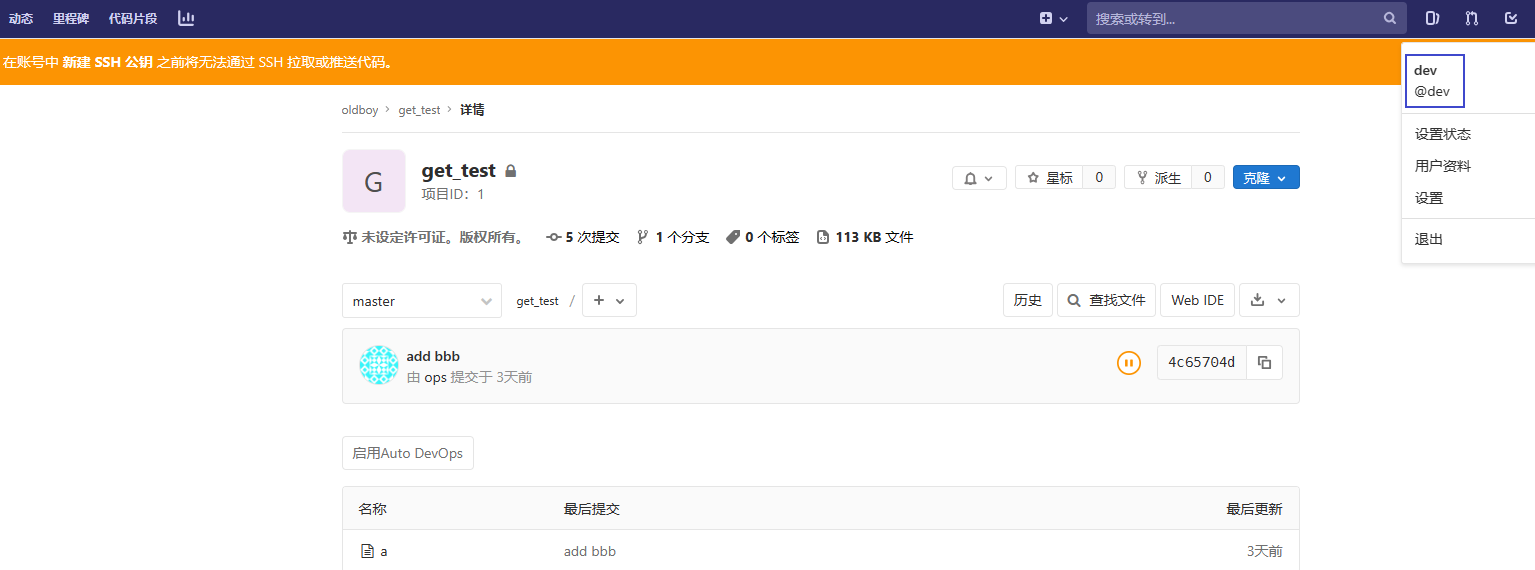 动态 里程碑 代码片段 搜索或转到...
在账号中 新建 SSH 公钥 之前将无法通过 SSH 拉取或推送代码。
dev
@dev
设置状态
用户资料
设置
退出
oldboy > get_test > 详情
G
get_test
项目ID: 1
星标 0 派生 0 克隆
未设定许可证。版权所有。 5 次提交 1 个分支 0 个标签 113 KB 文件
master get_test / + 历史 查找文件 Web IDE
add bbb
由 ops 提交于 3天前
4c65704d
启用Auto DevOps
名称 最后提交 最后更新
a add bbb 3天前